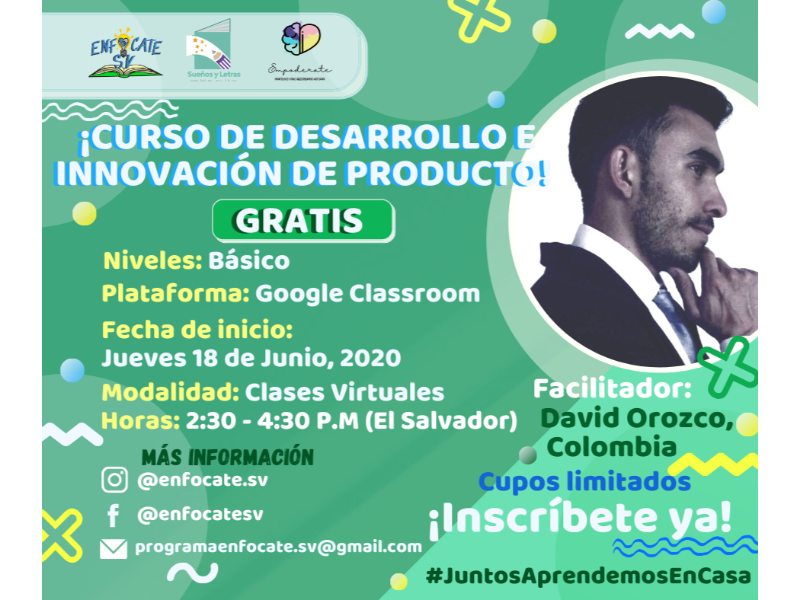 ENFOCATE
SV
Sueños y Letras
Empoderate
¡CURSO DE DESARROLLO E
INNOVACIÓN DE PRODUCTO!
GRATIS
Niveles: Básico
Plataforma: Google Classroom
Fecha de inicio:
Jueves 18 de Junio, 2020
Modalidad: Clases Virtuales
Horas: 2:30 - 4:30 P.M (El Salvador)
Facilitador:
David Orozco,
Colombia
MÁS INFORMACIÓN
@enfocate.sv
@enfocatesv
programaenfocate.sv@gmail.com
Cupos limitados
¡Inscríbete ya!
#JuntosAprendemosEnCasa